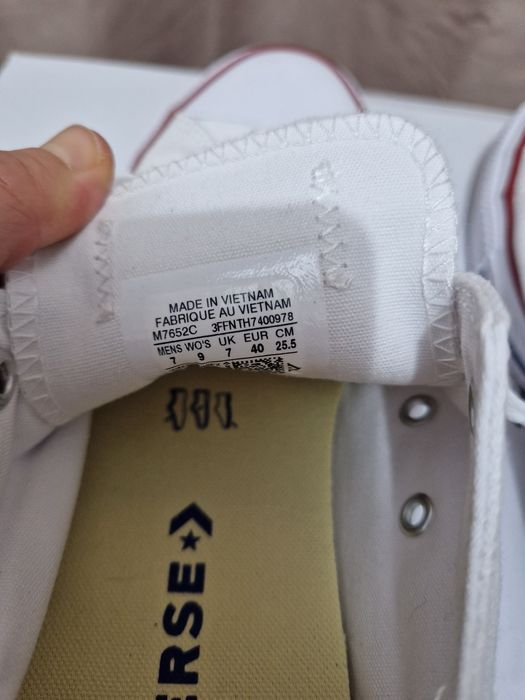 MADE IN VIETNAM
FABRIQUE AU VIETNAM
M7652C 3FFNTH7400978
MENS WO'S UK EUR CM
7 9 7 40 25.5
ERSE